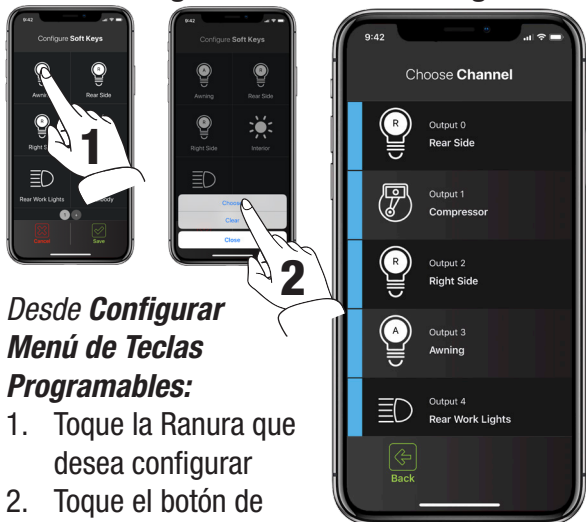 9:42
Configure Soft Keys
A
R
Rear Side
R
1
Rear Work Lights
1
Cancel
Save
9:42
Configure Soft Keys
A
R
Awning
Rear Side
R
Right Side
Interior
Clear
Close
2
9:42
Choose Channel
R
Output 0
Rear Side
Output 1
Compressor
R
Output 2
Right Side
A
Output 3
Awning
Output 4
Rear Work Lights
Back
Desde Configurar
Menú de Teclas
Programables:
1. Toque la Ranura que
desea configurar
2. Toque el botón de